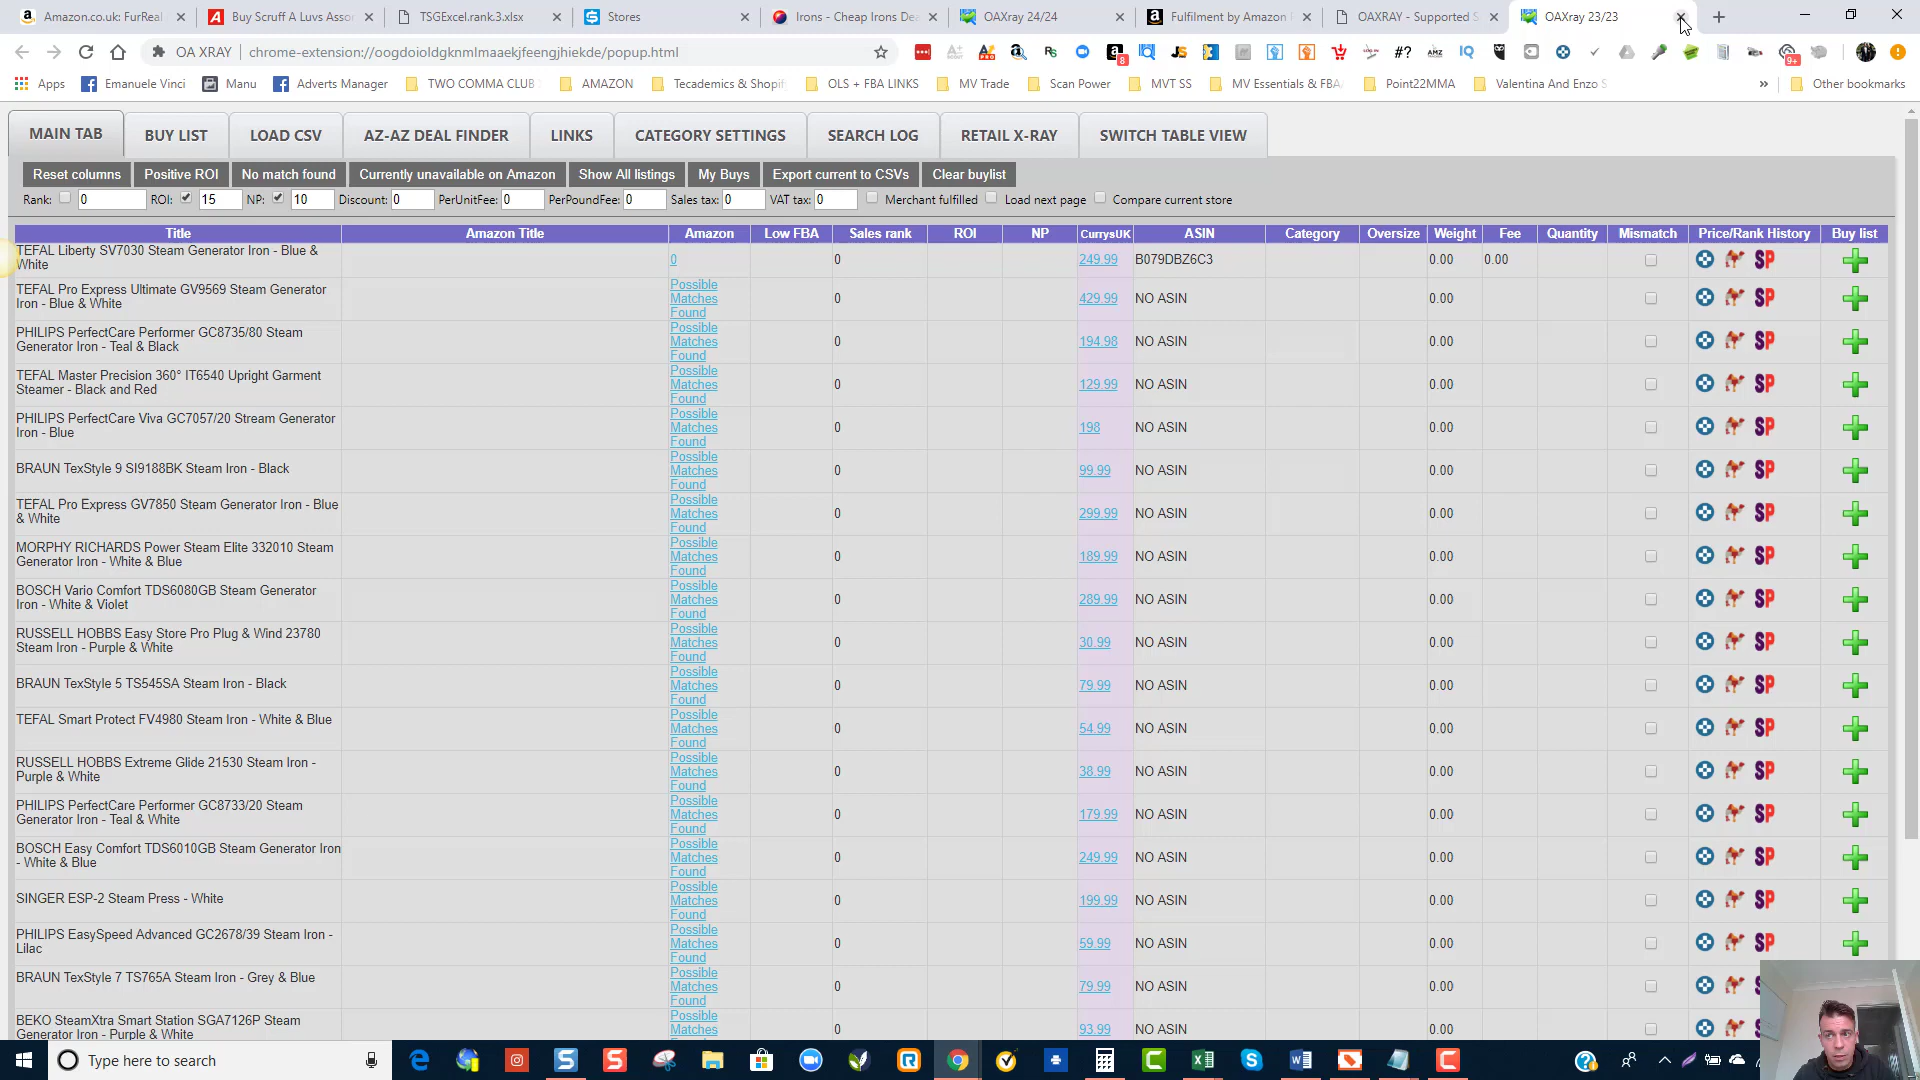 Amazon.co.uk: FurReal
Buy Scruff A Luvs Assor
TSGExcel.rank.3.xlsx
Stores
Irons - Cheap Irons Dea
OAXray 24/24
Fulfilment by Amazon
OAXRAY - Supported S
OAXray 23/23
OA XRAY | chrome-extension://oogdoioldgknmlmaaekjfeengjhiekde/popup.html
Apps
Emanuele Vinci
Manu
Adverts Manager
TWO COMMA CLUB
AMAZON
Tecademics & Shopif
OLS + FBA LINKS
MV Trade
Scan Power
MVT SS
MV Essentials & FBA
Point22MMA
Valentina And Enzo S
Other bookmarks
MAIN TAB BUY LIST LOAD CSV AZ-AZ DEAL FINDER LINKS CATEGORY SETTINGS SEARCH LOG RETAIL X-RAY SWITCH TABLE VIEW
Reset columns Positive ROI No match found Currently unavailable on Amazon Show All listings My Buys Export current to CSVs Clear buylist
Rank: 0 ROI: 15 NP: 10 Discount: 0 PerUnitFee: 0 PerPoundFee: 0 Sales tax: 0 VAT tax: 0 Merchant fulfilled Load next page Compare current store
Title Amazon Title Amazon Low FBA Sales rank ROI NP CurrysUK ASIN Category Oversize Weight Fee Quantity Mismatch Price/Rank History Buy list
TEFAL Liberty SV7030 Steam Generator Iron - Blue &
White
0 0 249.99 B079DBZ6C3 0.00 0.00 SP
TEFAL Pro Express Ultimate GV9569 Steam Generator
Iron - Blue & White
Possible
Matches
Found
0 429.99 NO ASIN 0.00 SP
PHILIPS PerfectCare Performer GC8735/80 Steam
Generator Iron - Teal & Black
Possible
Matches
Found
0 194.98 NO ASIN 0.00 SP
TEFAL Master Precision 360° IT6540 Upright Garment
Steamer - Black and Red
Possible
Matches
Found
0 129.99 NO ASIN 0.00 SP
PHILIPS PerfectCare Viva GC7057/20 Stream Generator
Iron - Blue
Possible
Matches
Found
0 198 NO ASIN 0.00 SP
BRAUN TexStyle 9 SI9188BK Steam Iron - Black
Possible
Matches
Found
0 99.99 NO ASIN 0.00 SP
TEFAL Pro Express GV7850 Steam Generator Iron - Blue
& White
Possible
Matches
Found
0 299.99 NO ASIN 0.00 SP
MORPHY RICHARDS Power Steam Elite 332010 Steam
Generator Iron - White & Blue
Possible
Matches
Found
0 189.99 NO ASIN 0.00 SP
BOSCH Vario Comfort TDS6080GB Steam Generator
Iron - White & Violet
Possible
Matches
Found
0 289.99 NO ASIN 0.00 SP
RUSSELL HOBBS Easy Store Pro Plug & Wind 23780
Steam Iron - Purple & White
Possible
Matches
Found
0 30.99 NO ASIN 0.00 SP
BRAUN TexStyle 5 TS545SA Steam Iron - Black
Possible
Matches
Found
0 79.99 NO ASIN 0.00 SP
TEFAL Smart Protect FV4980 Steam Iron - White & Blue
Possible
Matches
Found
0 54.99 NO ASIN 0.00 SP
RUSSELL HOBBS Extreme Glide 21530 Steam Iron -
Purple & White
Possible
Matches
Found
0 38.99 NO ASIN 0.00 SP
PHILIPS PerfectCare Performer GC8733/20 Steam
Generator Iron - Teal & White
Possible
Matches
Found
0 179.99 NO ASIN 0.00 SP
BOSCH Easy Comfort TDS6010GB Steam Generator Iron
- White & Blue
Possible
Matches
Found
0 249.99 NO ASIN 0.00 SP
SINGER ESP-2 Steam Press - White
Possible
Matches
Found
0 199.99 NO ASIN 0.00 SP
PHILIPS EasySpeed Advanced GC2678/39 Steam Iron -
Lilac
Possible
Matches
Found
0 59.99 NO ASIN 0.00 SP
BRAUN TexStyle 7 TS765A Steam Iron - Grey & Blue
Possible
Matches
Found
0 79.99 NO ASIN 0.00
BEKO SteamXtra Smart Station SGA7126P Steam
Generator Iron - Purple & White
Possible
Matches
0 93.99 NO ASIN 0.00
Type here to search